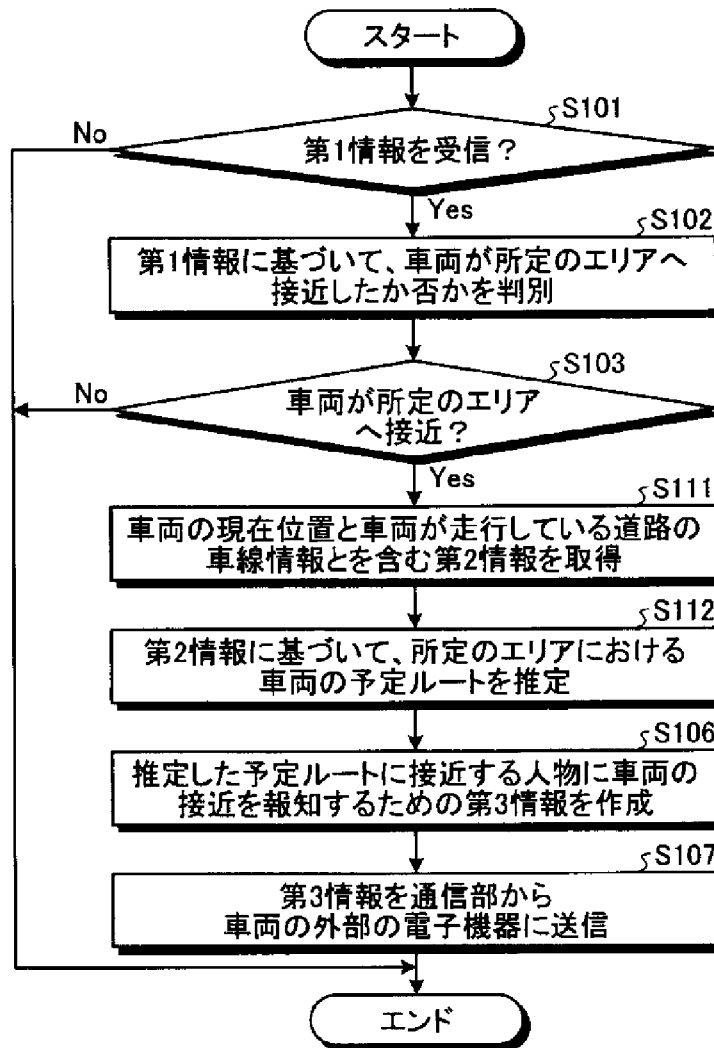 スタート
S101
No
第1情報を受信？
Yes
S102
第1情報に基づいて、車両が所定のエリアへ
接近したか否かを判別
S103
No
車両が所定のエリア
へ接近？
Yes
S111
車両の現在位置と車両が走行している道路の
車線情報とを含む第2情報を取得
S112
第2情報に基づいて、所定のエリアにおける
車両の予定ルートを推定
S106
推定した予定ルートに接近する人物に車両の
接近を報知するための第3情報を作成
S107
第3情報を通信部から
車両の外部の電子機器に送信
エンド